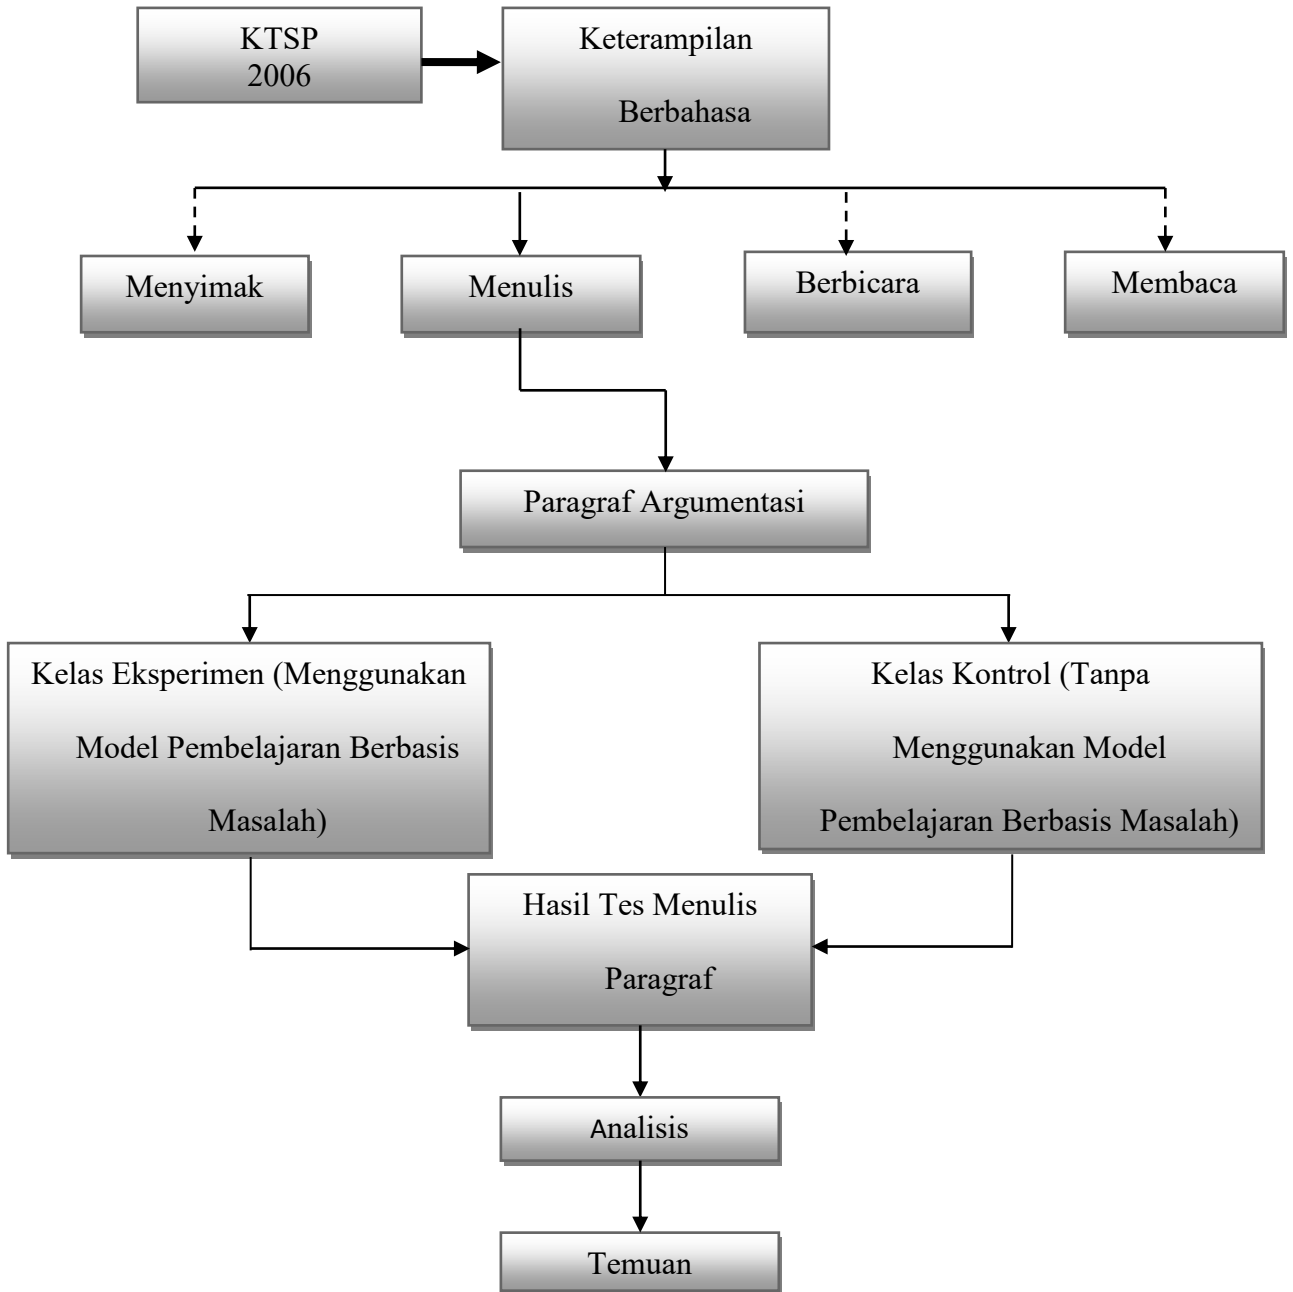 KTSP
2006
Keterampilan
Berbahasa
Menyimak
Menulis
Berbicara
Membaca
Paragraf Argumentasi
Kelas Eksperimen (Menggunakan
Model Pembelajaran Berbasis
Masalah)
Kelas Kontrol (Tanpa
Menggunakan Model
Pembelajaran Berbasis Masalah)
Hasil Tes Menulis
Paragraf
Analisis
Temuan